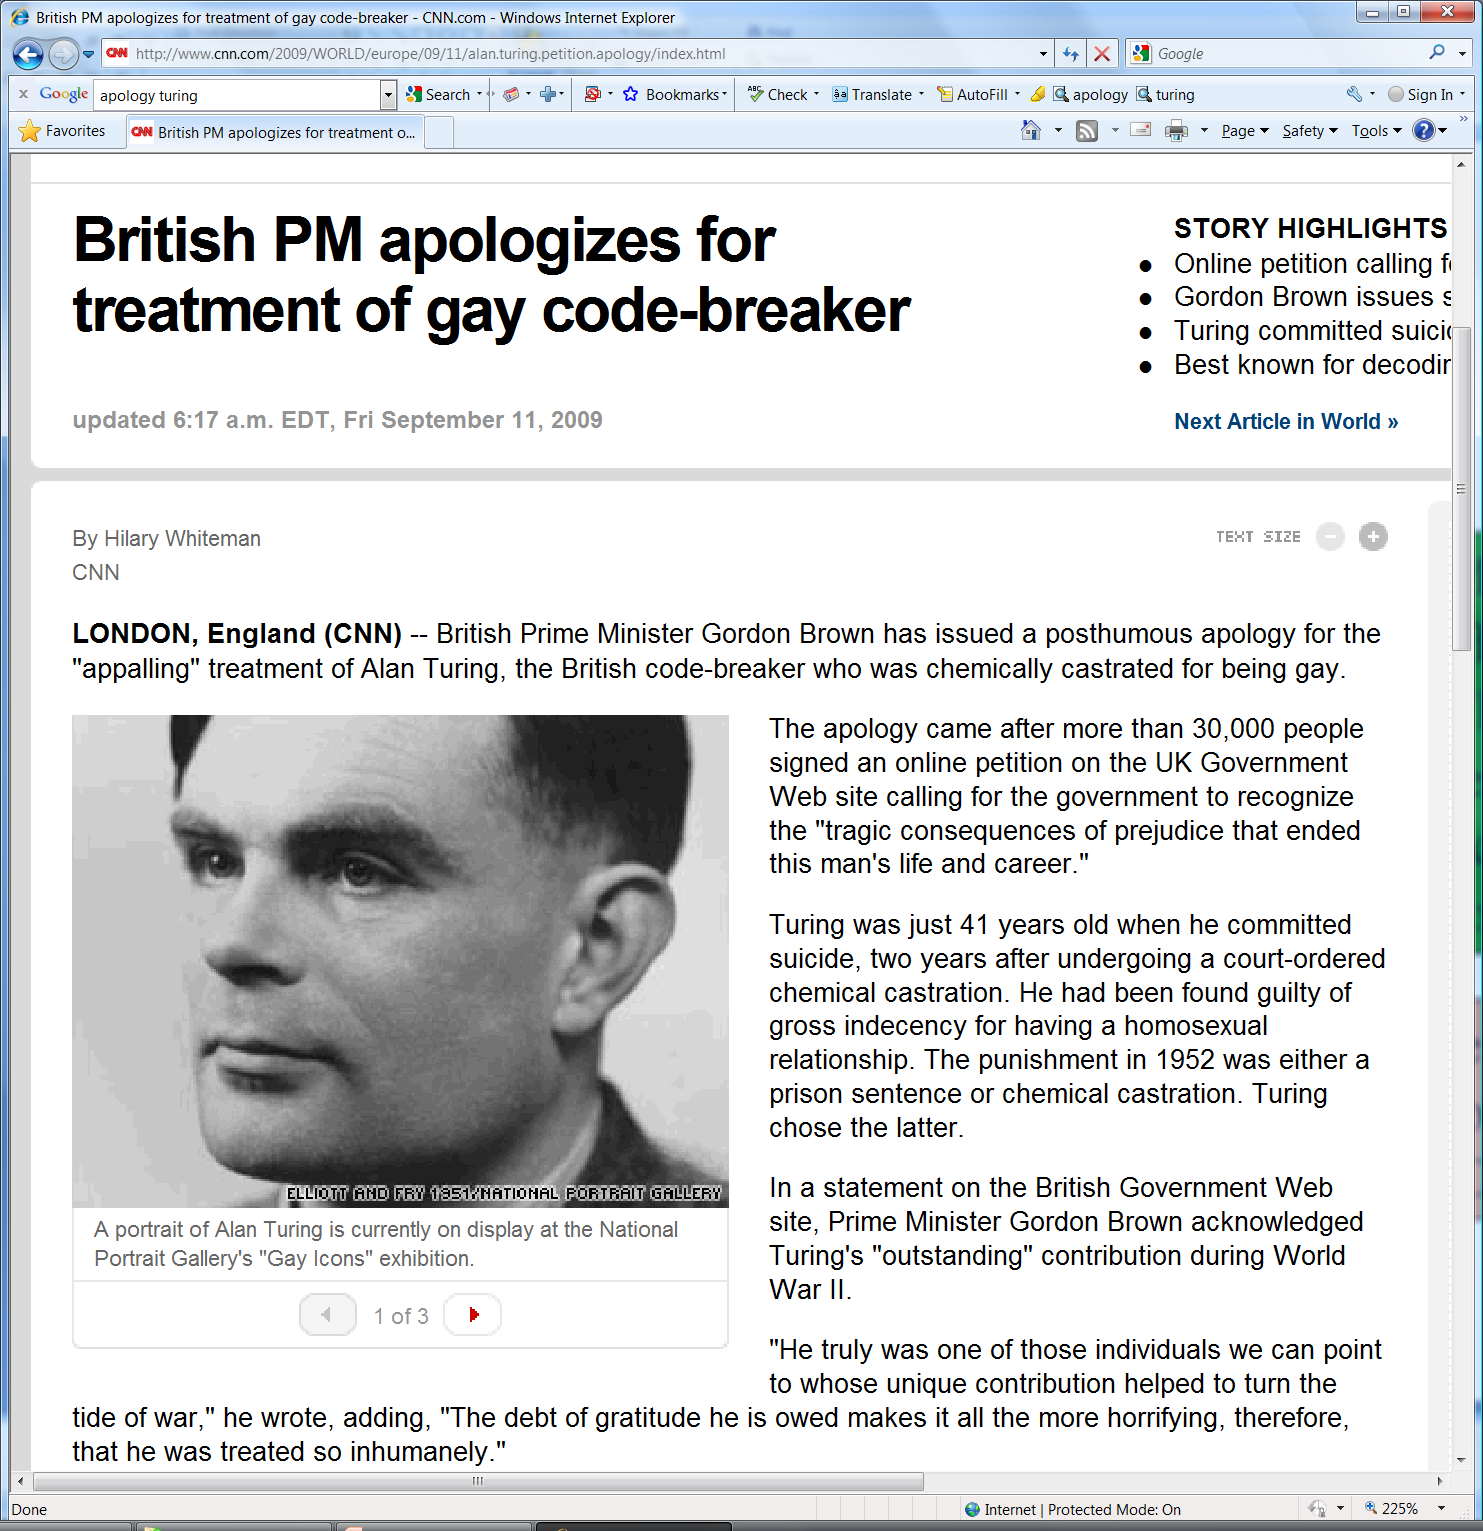 British PM apologizes for treatment of gay code-breaker - CNN.com - Windows Internet Explorer
CNN http://www.cnn.com/2009/WORLD/europe/09/11/alan.turing.petition.apology/index.html
Google
x Google apology turing Search Bookmarks Check Translate AutoFill apology turing Sign In
Favorites CNN British PM apologizes for treatment o... Page Safety Tools
British PM apologizes for
treatment of gay code-breaker
updated 6:17 a.m. EDT, Fri September 11, 2009
STORY HIGHLIGHTS
• Online petition calling
• Gordon Brown issues
• Turing committed
• Best known for
Next Article in World »
By Hilary Whiteman
CNN
TEXT SIZE
LONDON, England (CNN) -- British Prime Minister Gordon Brown has issued a posthumous apology for the
"appalling" treatment of Alan Turing, the British code-breaker who was chemically castrated for being gay.
ELLIOTT AND FRY 1951/NATIONAL PORTRAIT GALLERY
A portrait of Alan Turing is currently on display at the National
Portrait Gallery's "Gay Icons" exhibition.
1 of 3
The apology came after more than 30,000 people
signed an online petition on the UK Government
Web site calling for the government to recognize
the "tragic consequences of prejudice that ended
this man's life and career."
Turing was just 41 years old when he committed
suicide, two years after undergoing a court-ordered
chemical castration. He had been found guilty of
gross indecency for having a homosexual
relationship. The punishment in 1952 was either a
prison sentence or chemical castration. Turing
chose the latter.
In a statement on the British Government Web
site, Prime Minister Gordon Brown acknowledged
Turing's "outstanding" contribution during World
War II.
"He truly was one of those individuals we can point
to whose unique contribution helped to turn the
tide of war," he wrote, adding, "The debt of gratitude he is owed makes it all the more horrifying, therefore,
that he was treated so inhumanely."
Done
Internet | Protected Mode: On
225%